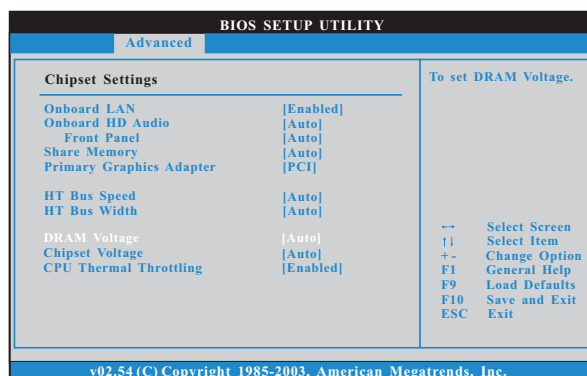 BIOS SETUP UTILITY
Advanced
Chipset Settings
Onboard LAN [Enabled]
Onboard HD Audio [Auto]
Front Panel [Auto]
Share Memory [Auto]
Primary Graphics Adapter [PCI]
HT Bus Speed [Auto]
HT Bus Width [Auto]
DRAM Voltage [Auto]
Chipset Voltage [Auto]
CPU Thermal Throttling [Enabled]
To set DRAM Voltage.
←→ Select Screen
↑↓ Select Item
+- Change Option
F1 General Help
F9 Load Defaults
F10 Save and Exit
ESC Exit
v02.54 (C) Copyright 1985-2003, American Megatrends, Inc.